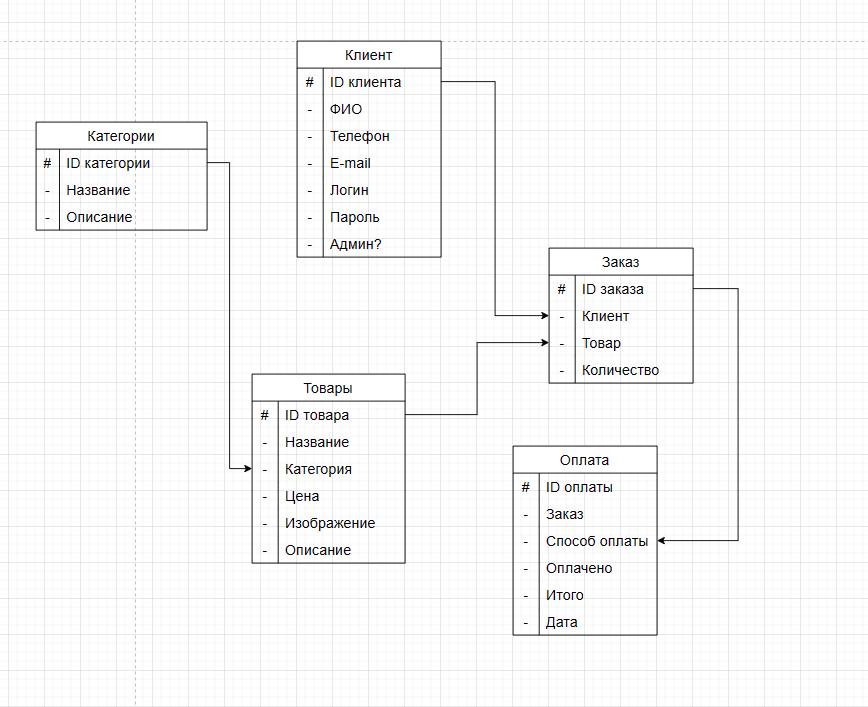 Клиент
# ID клиента
- ФИО
- Телефон
- E-mail
- Логин
- Пароль
- Админ?
Категории
# ID категории
- Название
- Описание
Заказ
# ID заказа
- Клиент
- Товар
- Количество
Товары
# ID товара
- Название
- Категория
- Цена
- Изображение
- Описание
Оплата
# ID оплаты
- Заказ
- Способ оплаты
- Оплачено
- Итого
- Дата